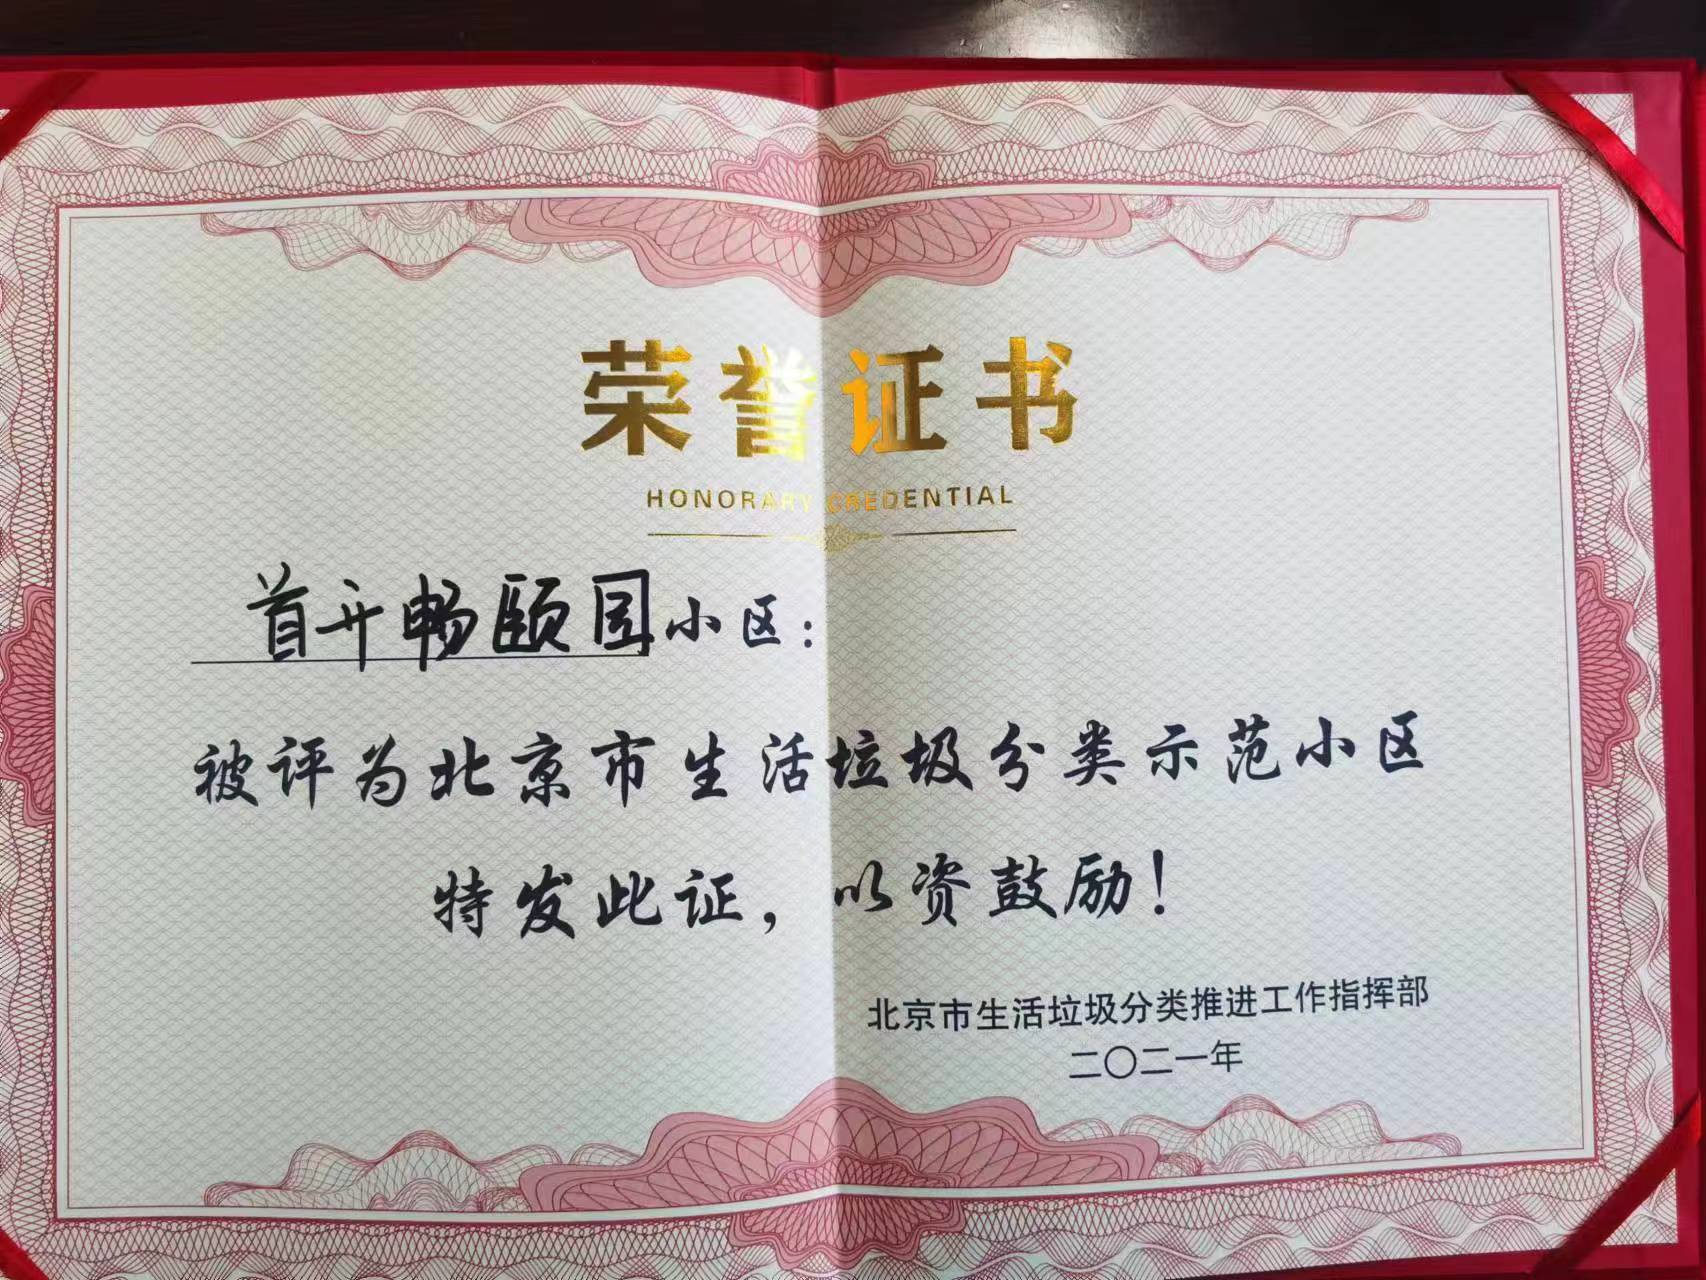 荣誉证书
HONORARY CREDENTIAL
首开畅颐园小区：
被评为北京市生活垃圾分类示范小区
特发此证，以资鼓励！
北京市生活垃圾分类推进工作指挥部
二〇二一年